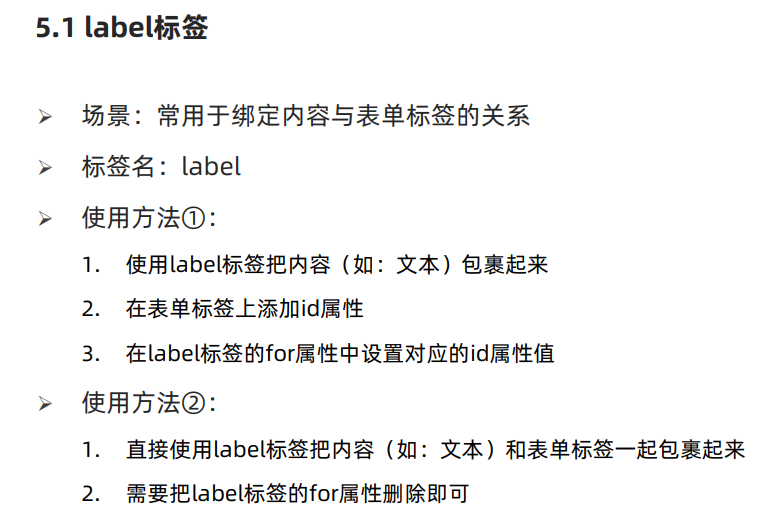 5.1 label标签
➢ 场景：常用于绑定内容与表单标签的关系
➢ 标签名：label
➢ 使用方法①：
1. 使用label标签把内容（如：文本）包裹起来
2. 在表单标签上添加id属性
3. 在label标签的for属性中设置对应的id属性值
➢ 使用方法②：
1. 直接使用label标签把内容（如：文本）和表单标签一起包裹起来
2. 需要把label标签的for属性删除即可